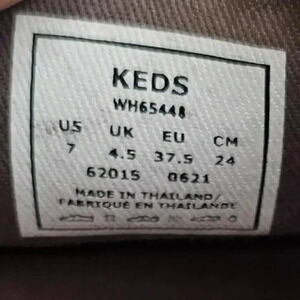 KEDS
WH65448
US UK EU CM
7 4.5 37.5 24
62015 0621
MADE IN THAILAND/
FABRIQUÉ EN THAILANDE